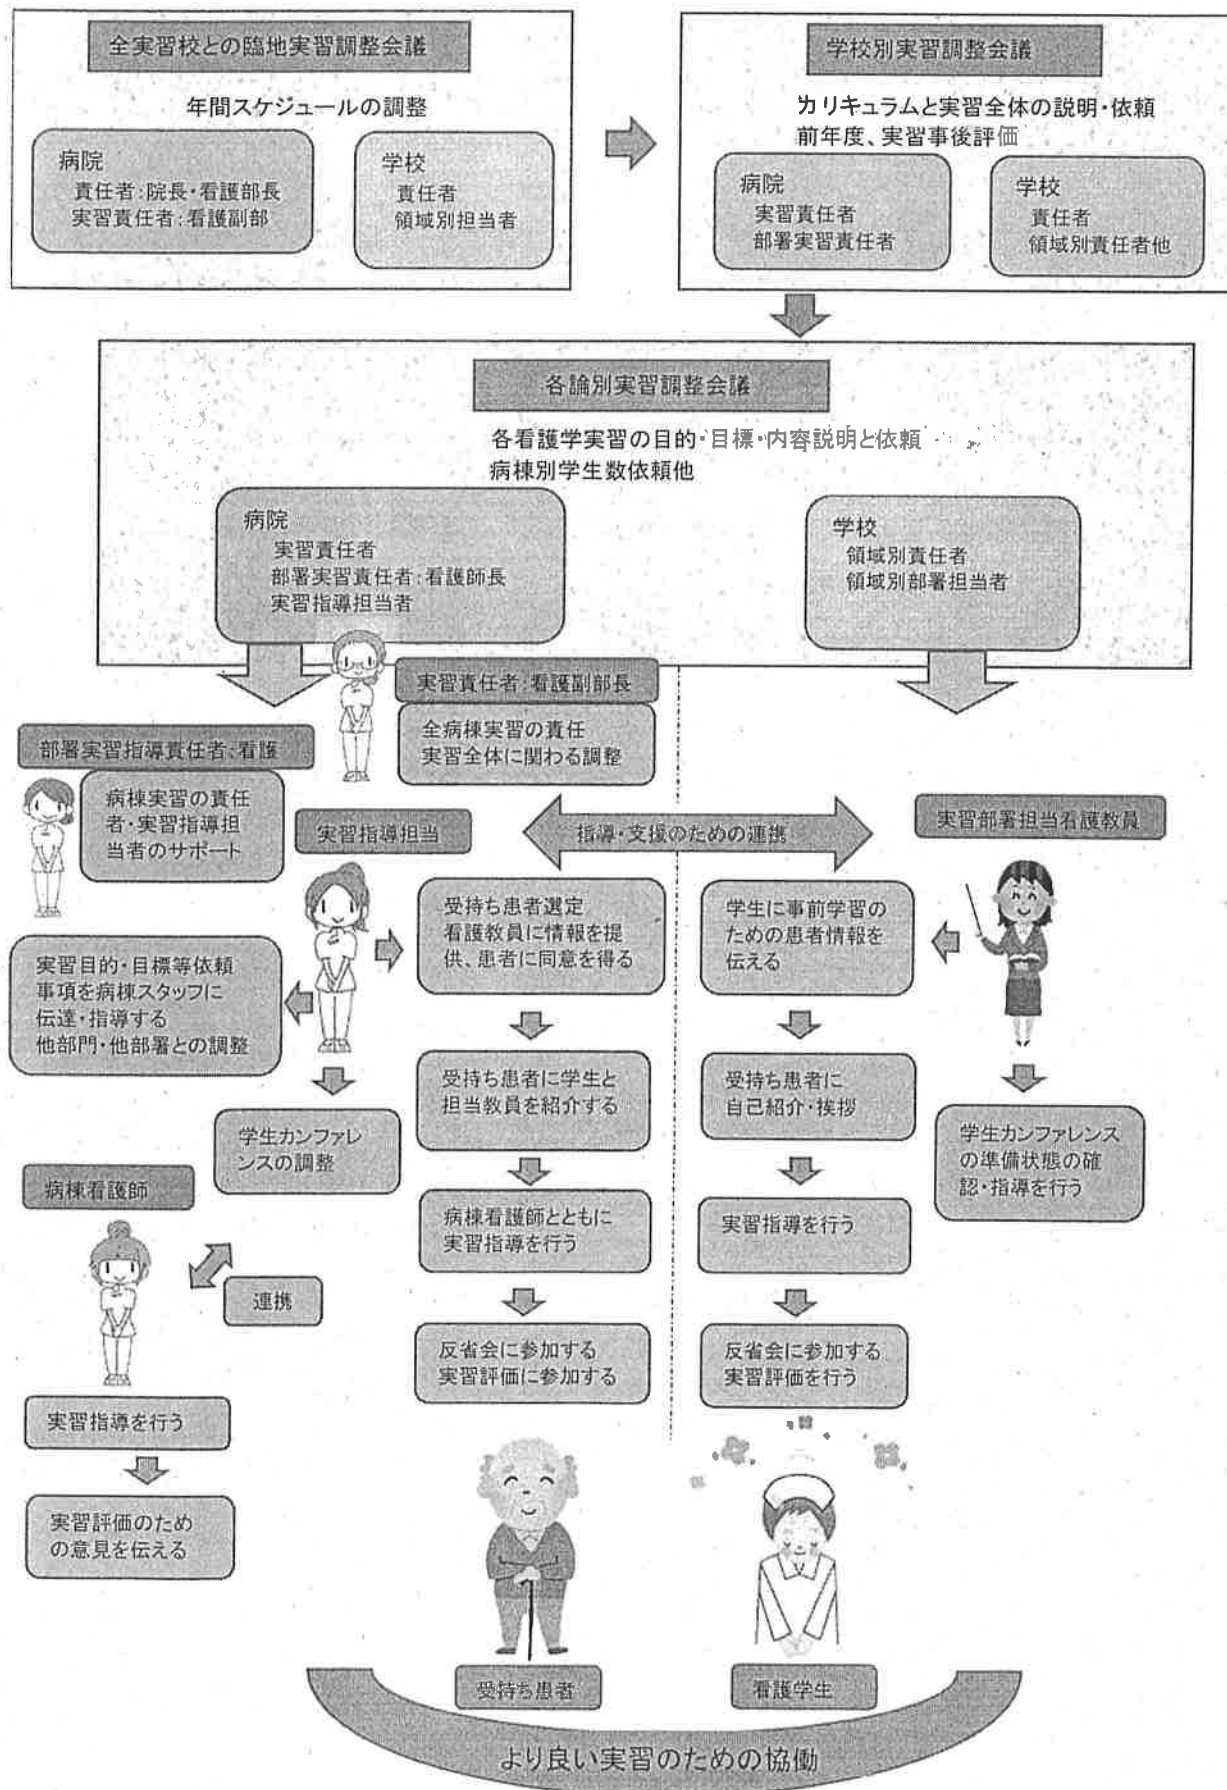 全実習校との臨地実習調整会議
年間スケジュールの調整
病院
責任者:院長・看護部長
実習責任者:看護副部
学校
責任者
領域別担当者
学校別実習調整会議
カリキュラムと実習全体の説明・依頼
前年度、実習事後評価
病院
実習責任者
部署実習責任者
学校
責任者
領域別責任者他
各論別実習調整会議
各看護学実習の目的・目標・内容説明と依頼
病棟別学生数依頼他
病院
実習責任者
部署実習責任者:看護師長
実習指導担当者
学校
領域別責任者
領域別部署担当者
実習責任者:看護副部長
全病棟実習の責任
実習全体に関わる調整
部署実習指導責任者、看護
病棟実習の責任
者・実習指導担
当者のサポート
実習指導担当
指導・支援のための連携
実習部署担当看護教員
受持ち患者選定
看護教員に情報を提
供、患者に同意を得る
学生に事前学習の
ための患者情報を
伝える
実習目的・目標等依頼
事項を病棟スタッフに
伝達・指導する
他部門・他部署との調整
受持ち患者に学生と
担当教員を紹介する
受持ち患者に
自己紹介・挨拶
学生カンファレ
ンスの調整
学生カンファレンス
の準備状態の確
認・指導を行う
病棟看護師
病棟看護師とともに
実習指導を行う
実習指導を行う
連携
反省会に参加する
実習評価に参加する
反省会に参加する
実習評価を行う
実習指導を行う
実習評価のため
の意見を伝える
受持ち患者
看護学生
より良い実習のための協働